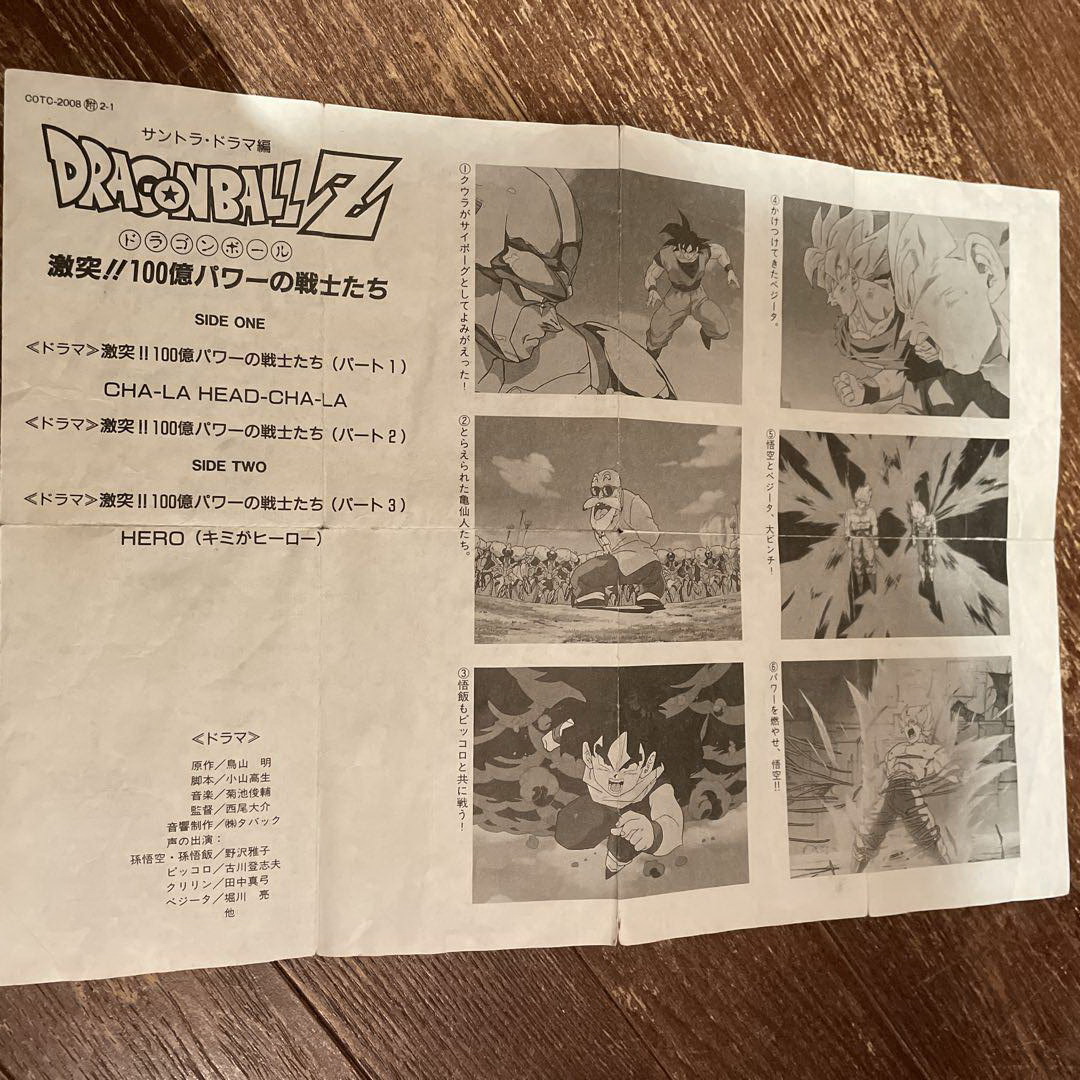 COTC-2008 附 2-1
サントラ・ドラマ編
DRAGONBALL Z
ドラゴンボール
激突!!100億パワーの戦士たち
SIDE ONE
≪ドラマ≫激突!!100億パワーの戦士たち(パート1)
CHA-LA HEAD-CHA-LA
≪ドラマ≫激突!!100億パワーの戦士たち(パート2)
SIDE TWO
≪ドラマ≫激突!!100億パワーの戦士たち(パート3)
HERO(キミがヒーロー)
≪ドラマ≫
原作/鳥山 明
脚本/小山高生
音楽/菊池俊輔
監督/西尾大介
音響制作/㈱タバック
声の出演:
孫悟空・孫悟飯/野沢雅子
ピッコロ/古川登志夫
クリリン/田中真弓
ベジータ/堀川 亮
他
①クウラがサイボーグとしてよみがえった!
②とらえられた亀仙人たち。
③悟飯もピッコロと共に戦う!
④かけつけてきたベジータ。
⑤悟空とベジータ、大ピンチ!
⑥パワーを燃やせ、悟空!!